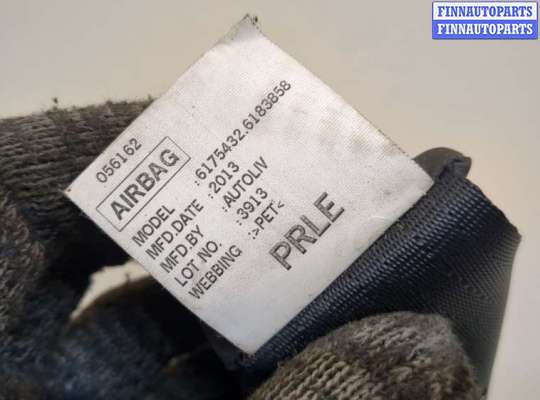 FINNAUTOPARTS
FINNAUTOPARTS
056162
AIRBAG
MODEL :6175432.6183858
MFD.DATE :2013
MFD.BY :AUTOLIV
LOT NO. :3913
WEBBING :>PET<
PRLE